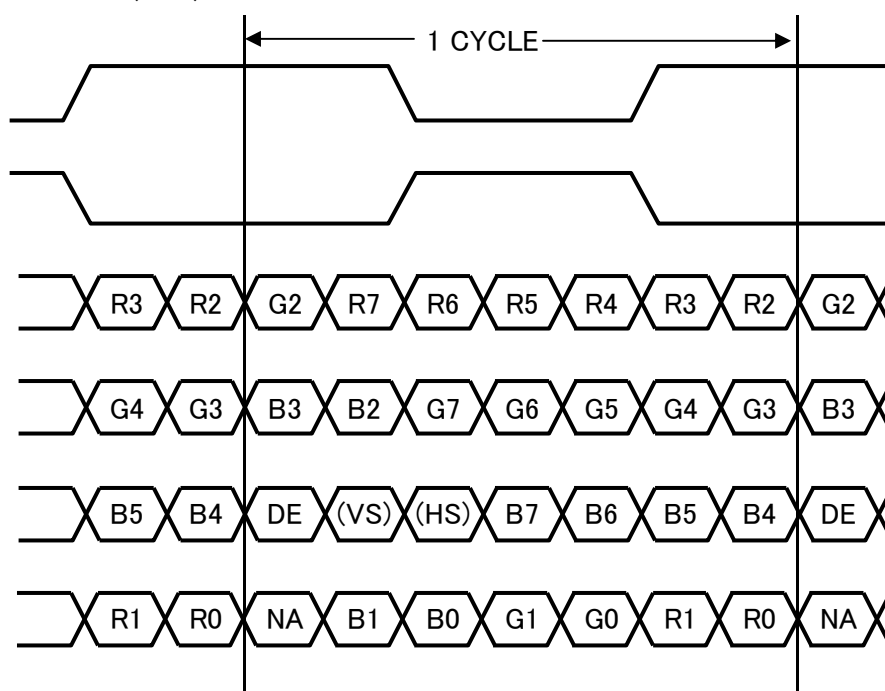 1 CYCLE
R3 R2 G2 R7 R6 R5 R4 R3 R2 G2
G4 G3 B3 B2 G7 G6 G5 G4 G3 B3
B5 B4 DE (VS) (HS) B7 B6 B5 B4 DE
R1 R0 NA B1 B0 G1 G0 R1 R0 NA